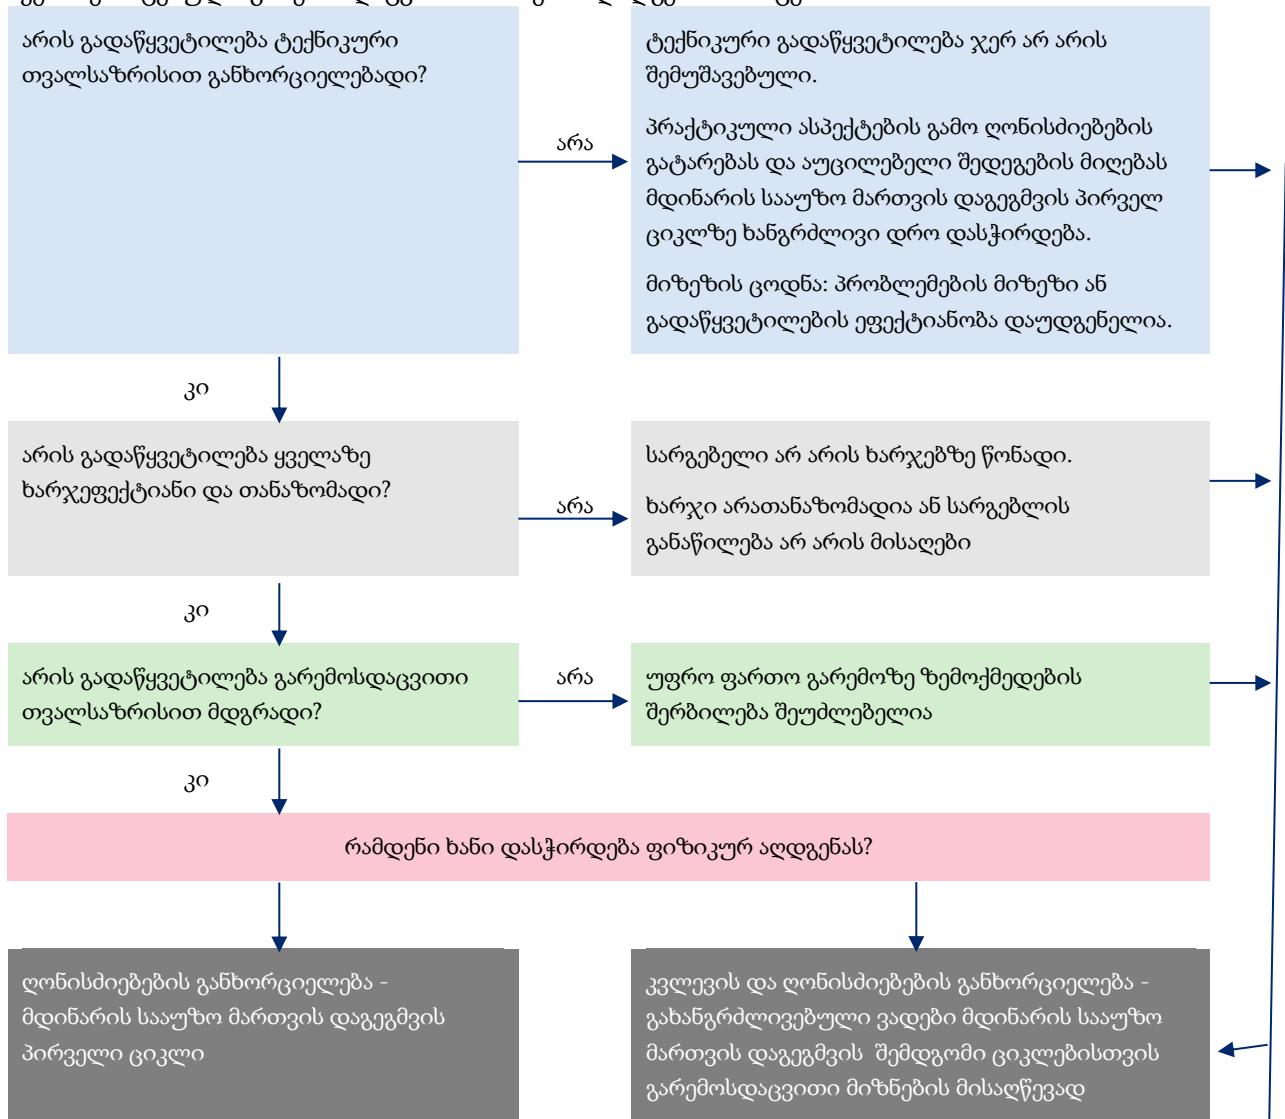 არის გადაწყვეტილება ტექნიკური
თვალსაზრისით განხორციელებადი?
არა
ტექნიკური გადაწყვეტილება ჯერ არ არის
შემუშავებული.
პრაქტიკული ასპექტების გამო ღონისძიებების
გატარებას და აუცილებელი შედეგების მიღებას
მდინარის სააუზო მართვის დაგეგმვის პირველ
ციკლზე ხანგრძლივი დრო დასჭირდება.
მიზეზის ცოდნა: პრობლემების მიზეზი ან
გადაწყვეტილების ეფექტიანობა დაუდგენელია.
კი
არის გადაწყვეტილება ყველაზე
ხარჯეფექტიანი და თანაზომადი?
არა
სარგებელი არ არის ხარჯებზე წონადი.
ხარჯი არათანაზომადია ან სარგებლის
განაწილება არ არის მისაღები
კი
არის გადაწყვეტილება გარემოსდაცვითი
თვალსაზრისით მდგრადი?
არა
უფრო ფართო გარემოზე ზემოქმედების
შერბილება შეუძლებელია
კი
რამდენი ხანი დასჭირდება ფიზიკურ აღდგენას?
ღონისძიებების განხორციელება -
მდინარის სააუზო მართვის დაგეგმვის
პირველი ციკლი
კვლევის და ღონისძიებების განხორციელება -
გახანგრძლივებული ვადები მდინარის სააუზო
მართვის დაგეგმვის შემდგომი ციკლებისთვის
გარემოსდაცვითი მიზნების მისაღწევად